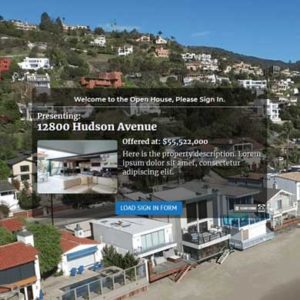 Welcome to the Open House, Please Sign In.
Presenting:
12800 Hudson Avenue
Offered at: $55,522,000
Here is the property description. Lorem
ipsum dolor sit amet, consectetur
adipiscing elit.
LOAD SIGN IN FORM